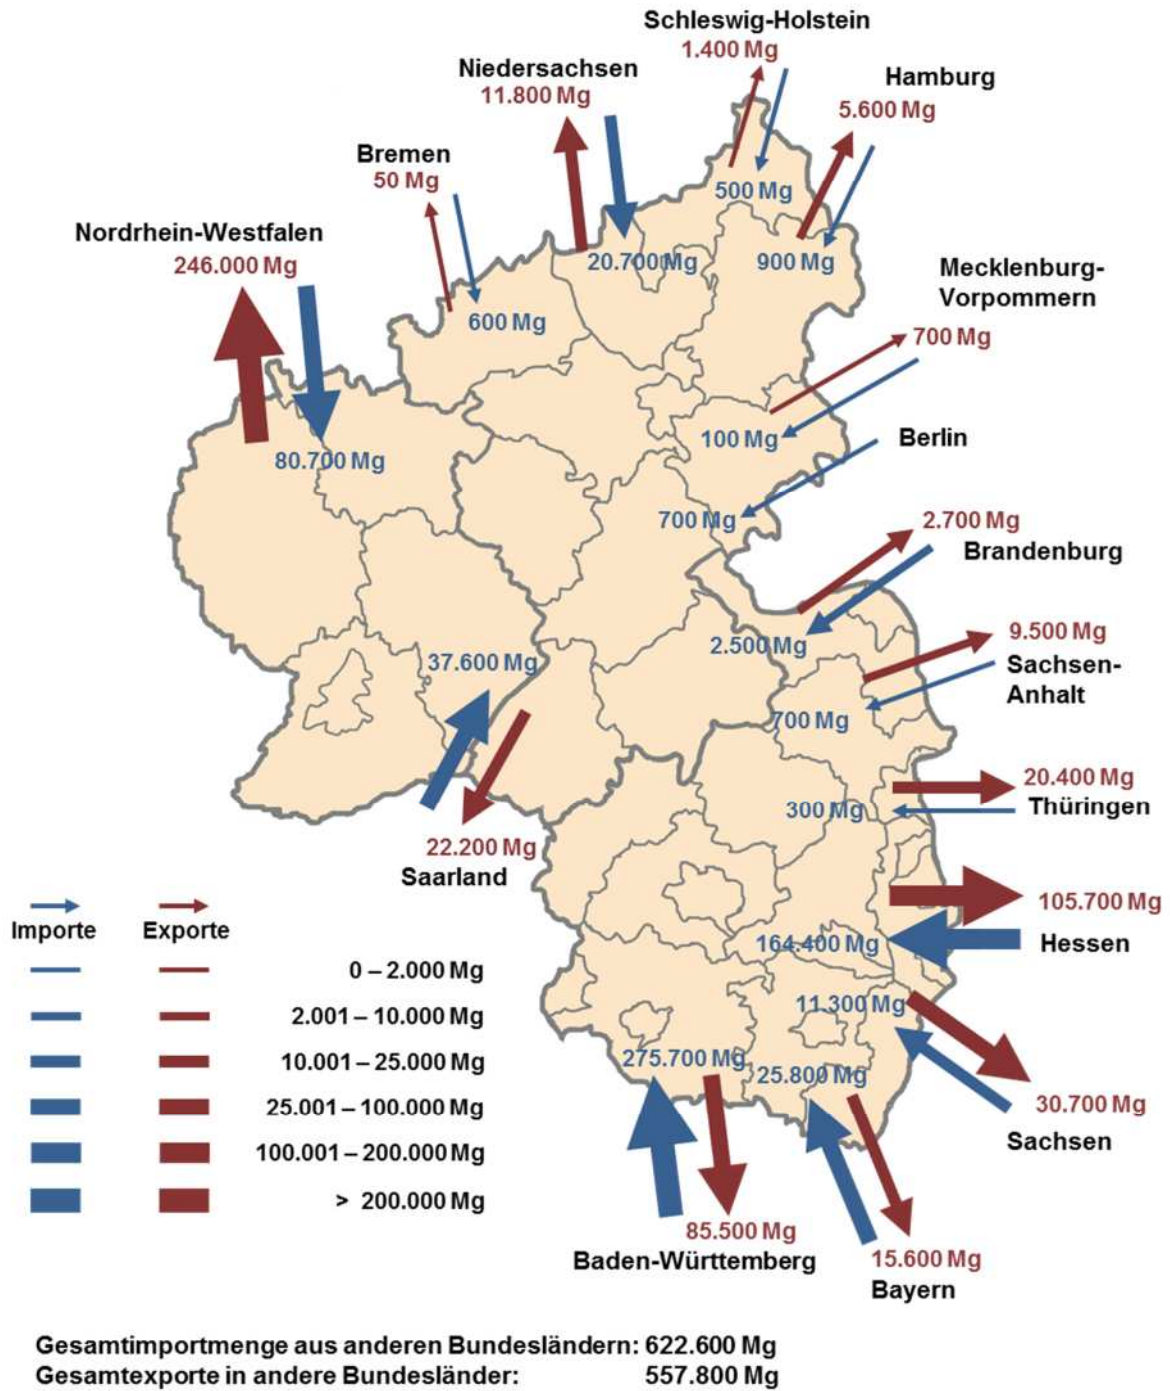 Schleswig-Holstein
1.400 Mg
500 Mg
Niedersachsen
11.800 Mg
20.700 Mg
Hamburg
5.600 Mg
900 Mg
Bremen
50 Mg
600 Mg
Nordrhein-Westfalen
246.000 Mg
80.700 Mg
Mecklenburg-
Vorpommern
700 Mg
100 Mg
Berlin
700 Mg
2.700 Mg
Brandenburg
2.500 Mg
9.500 Mg
Sachsen-
Anhalt
700 Mg
37.600 Mg
22.200 Mg
Saarland
20.400 Mg
Thüringen
300 Mg
105.700 Mg
Hessen
164.400 Mg
11.300 Mg
30.700 Mg
Sachsen
275.700 Mg
85.500 Mg
Baden-Württemberg
25.800 Mg
15.600 Mg
Bayern
Importe Exporte
0 – 2.000 Mg
2.001 – 10.000 Mg
10.001 – 25.000 Mg
25.001 – 100.000 Mg
100.001 – 200.000 Mg
> 200.000 Mg
Gesamtimportmenge aus anderen Bundesländern: 622.600 Mg
Gesamtexporte in andere Bundesländer: 557.800 Mg